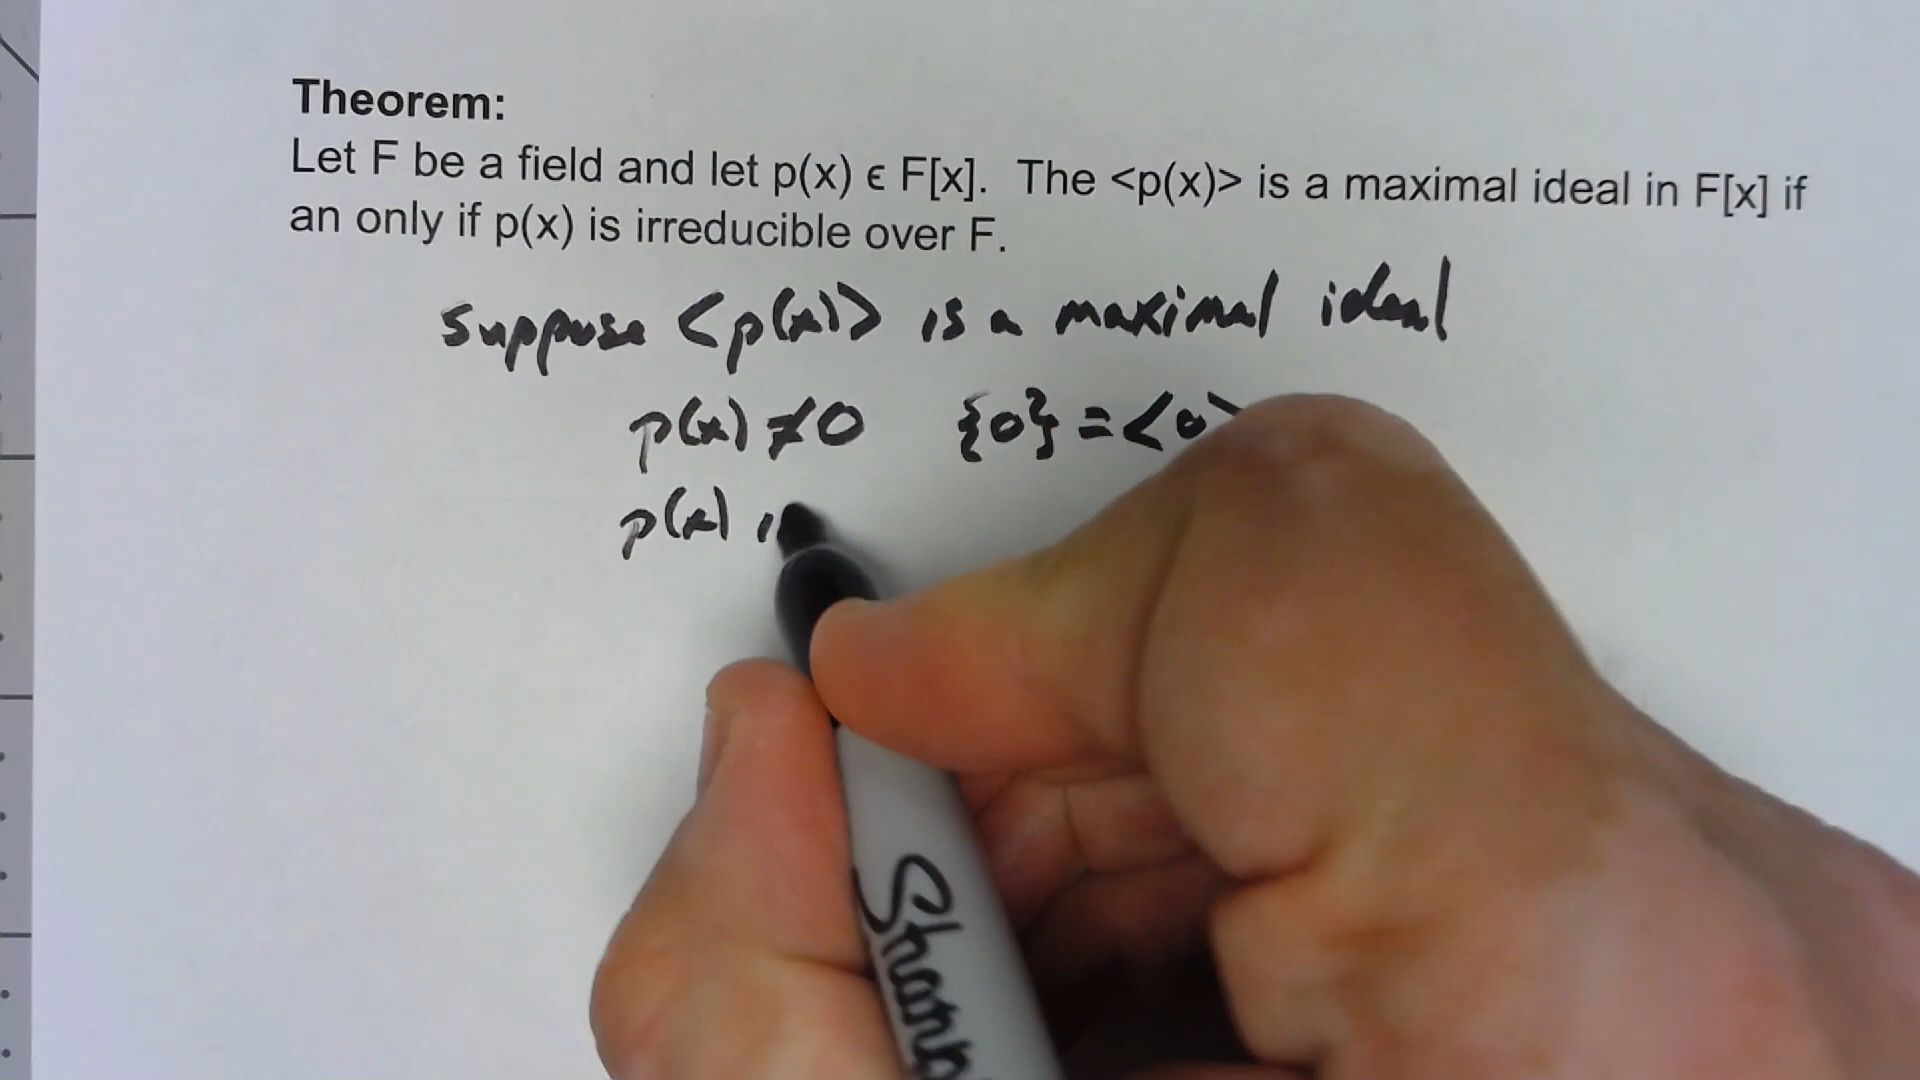 Theorem:
Let F be a field and let p(x) ϵ F[x]. The <p(x)> is a maximal ideal in F[x] if
an only if p(x) is irreducible over F.
suppose <p(x)> is a maximal ideal
p(x) ≠ 0 {0} = <0>
p(x)
Sharp